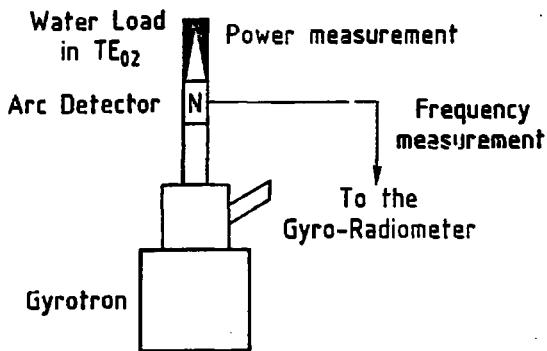 Water Load
in TE02
Power measurement
Arc Detector
N
Frequency
measurement
To the
Gyro-Radiometer
Gyrotron